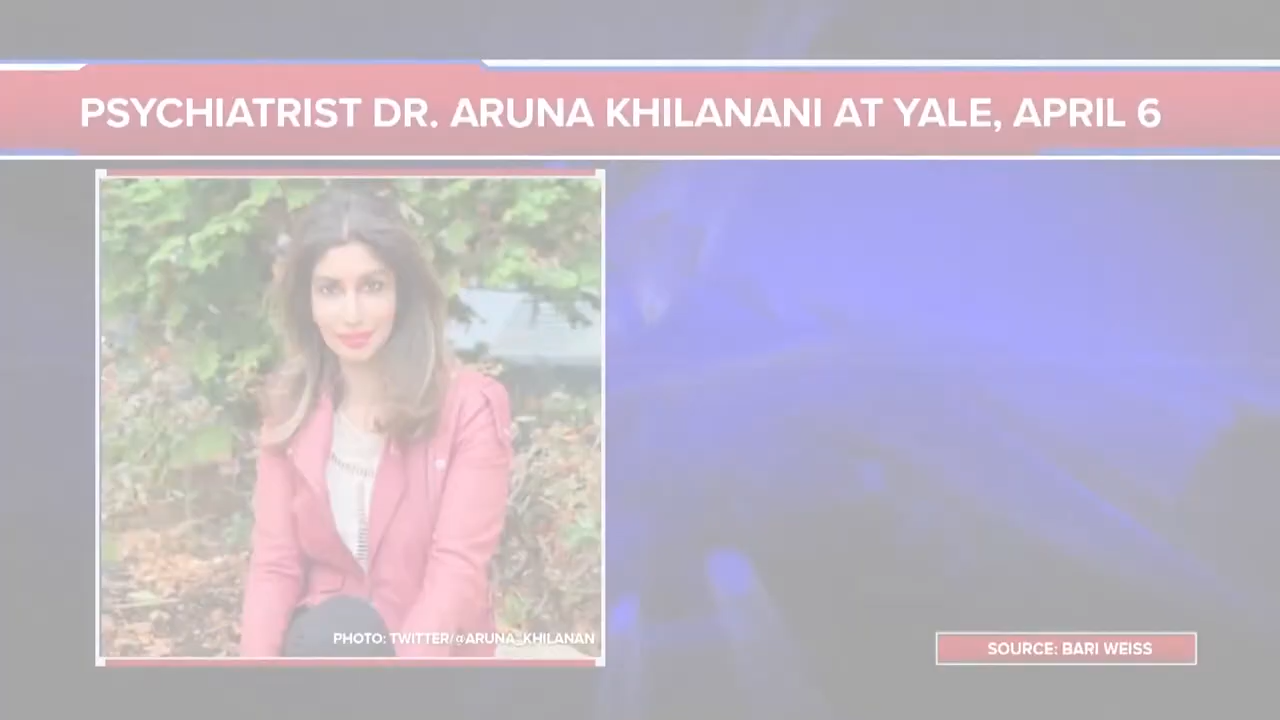 PSYCHIATRIST DR. ARUNA KHILANANI AT YALE, APRIL 6
PHOTO: TWITTER/@ARUNA_KHILANAN
SOURCE: BARI WEISS